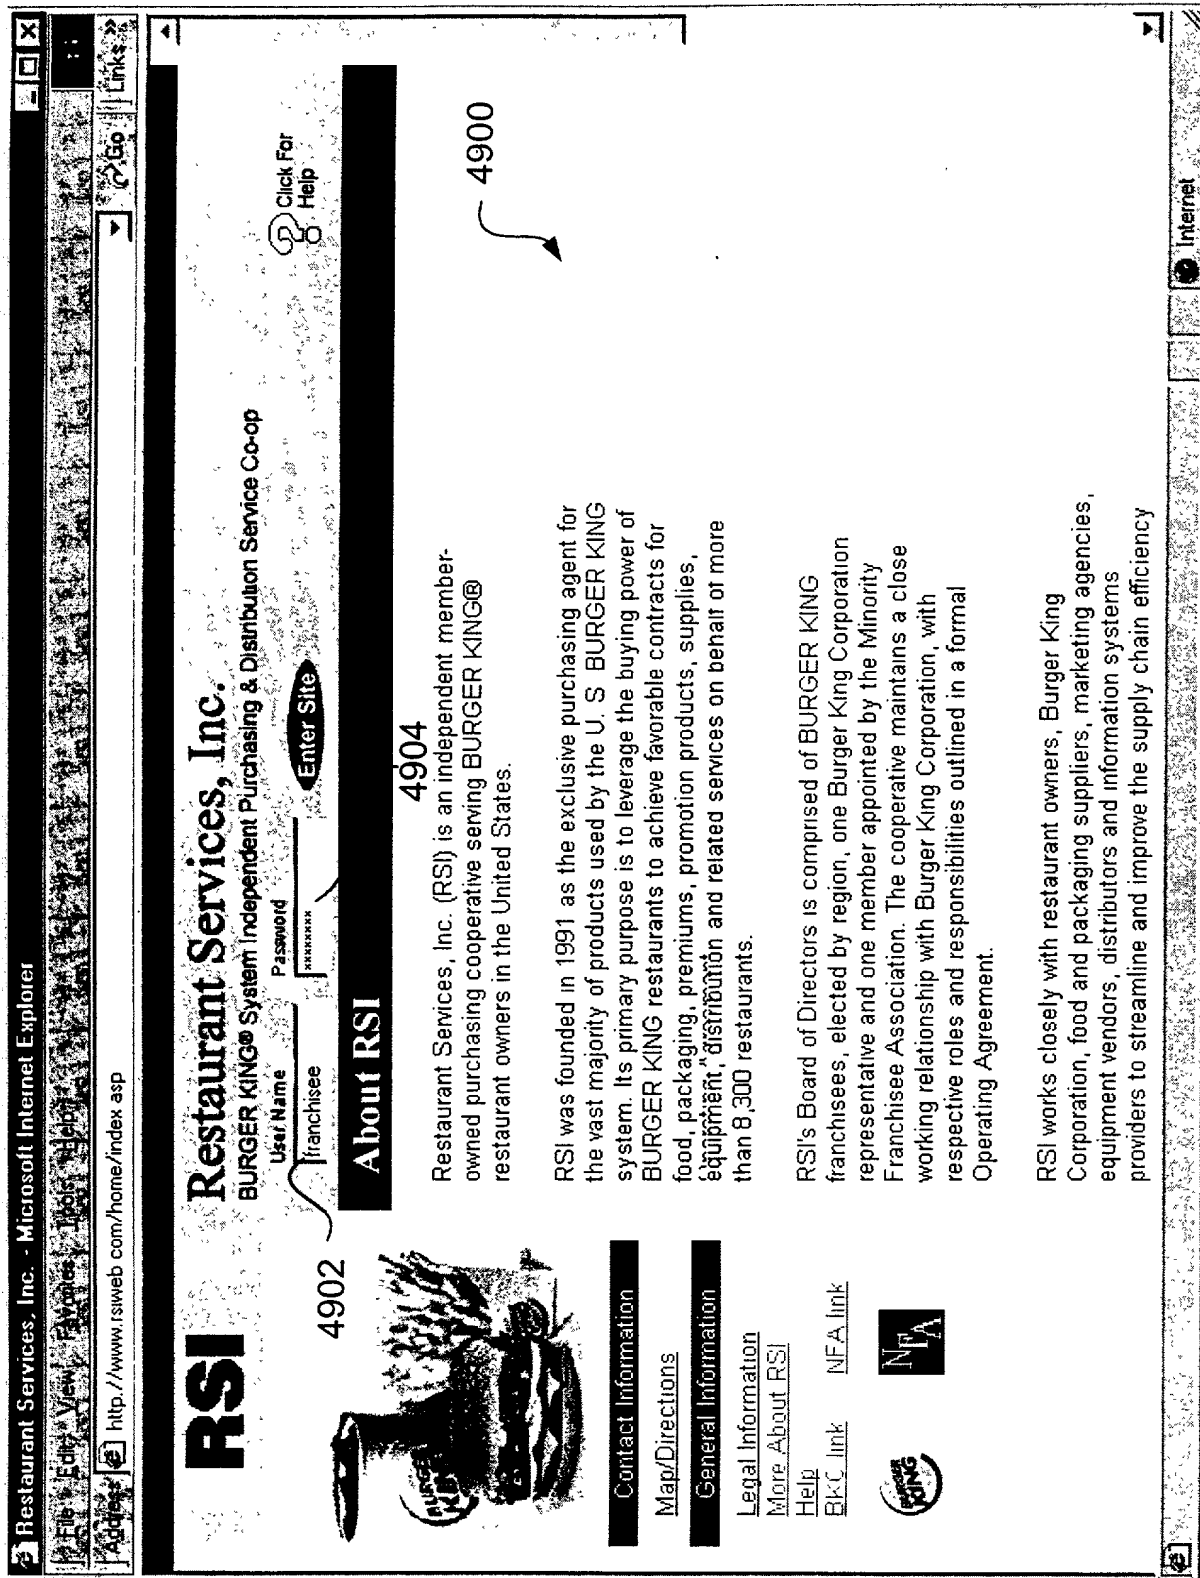 Restaurant Services, Inc. - Microsoft Internet Explorer
File Edit View Favorites Tools Help
Address http://www.rsiweb com/home/index asp Go Links »
RSI
Restaurant Services, Inc.
BURGER KING® System Independent Purchasing & Distribution Service Co-op
User Name Password
franchisee xxxxxxxx Enter Site
Click For
Help
4902
About RSI
4904
4900
Restaurant Services, Inc. (RSI) is an independent member-
owned purchasing cooperative serving BURGER KING®
restaurant owners in the United States.
RSI was founded in 1991 as the exclusive purchasing agent for
the vast majority of products used by the U. S BURGER KING
system. Its primary purpose is to leverage the buying power of
BURGER KING restaurants to achieve favorable contracts for
food, packaging, premiums, promotion products, supplies,
equipment, distribution and related services on behalf of more
than 8,300 restaurants.
RSI's Board of Directors is comprised of BURGER KING
franchisees, elected by region, one Burger King Corporation
representative and one member appointed by the Minority
Franchisee Association. The cooperative maintains a close
working relationship with Burger King Corporation, with
respective roles and responsibilities outlined in a formal
Operating Agreement.
RSI works closely with restaurant owners, Burger King
Corporation, food and packaging suppliers, marketing agencies,
equipment vendors, distributors and information systems
providers to streamline and improve the supply chain efficiency
Contact Information
Map/Directions
General Information
Legal Information
More About RSI
Help
BKC link NFA link
BURGER KING
NFA
Internet